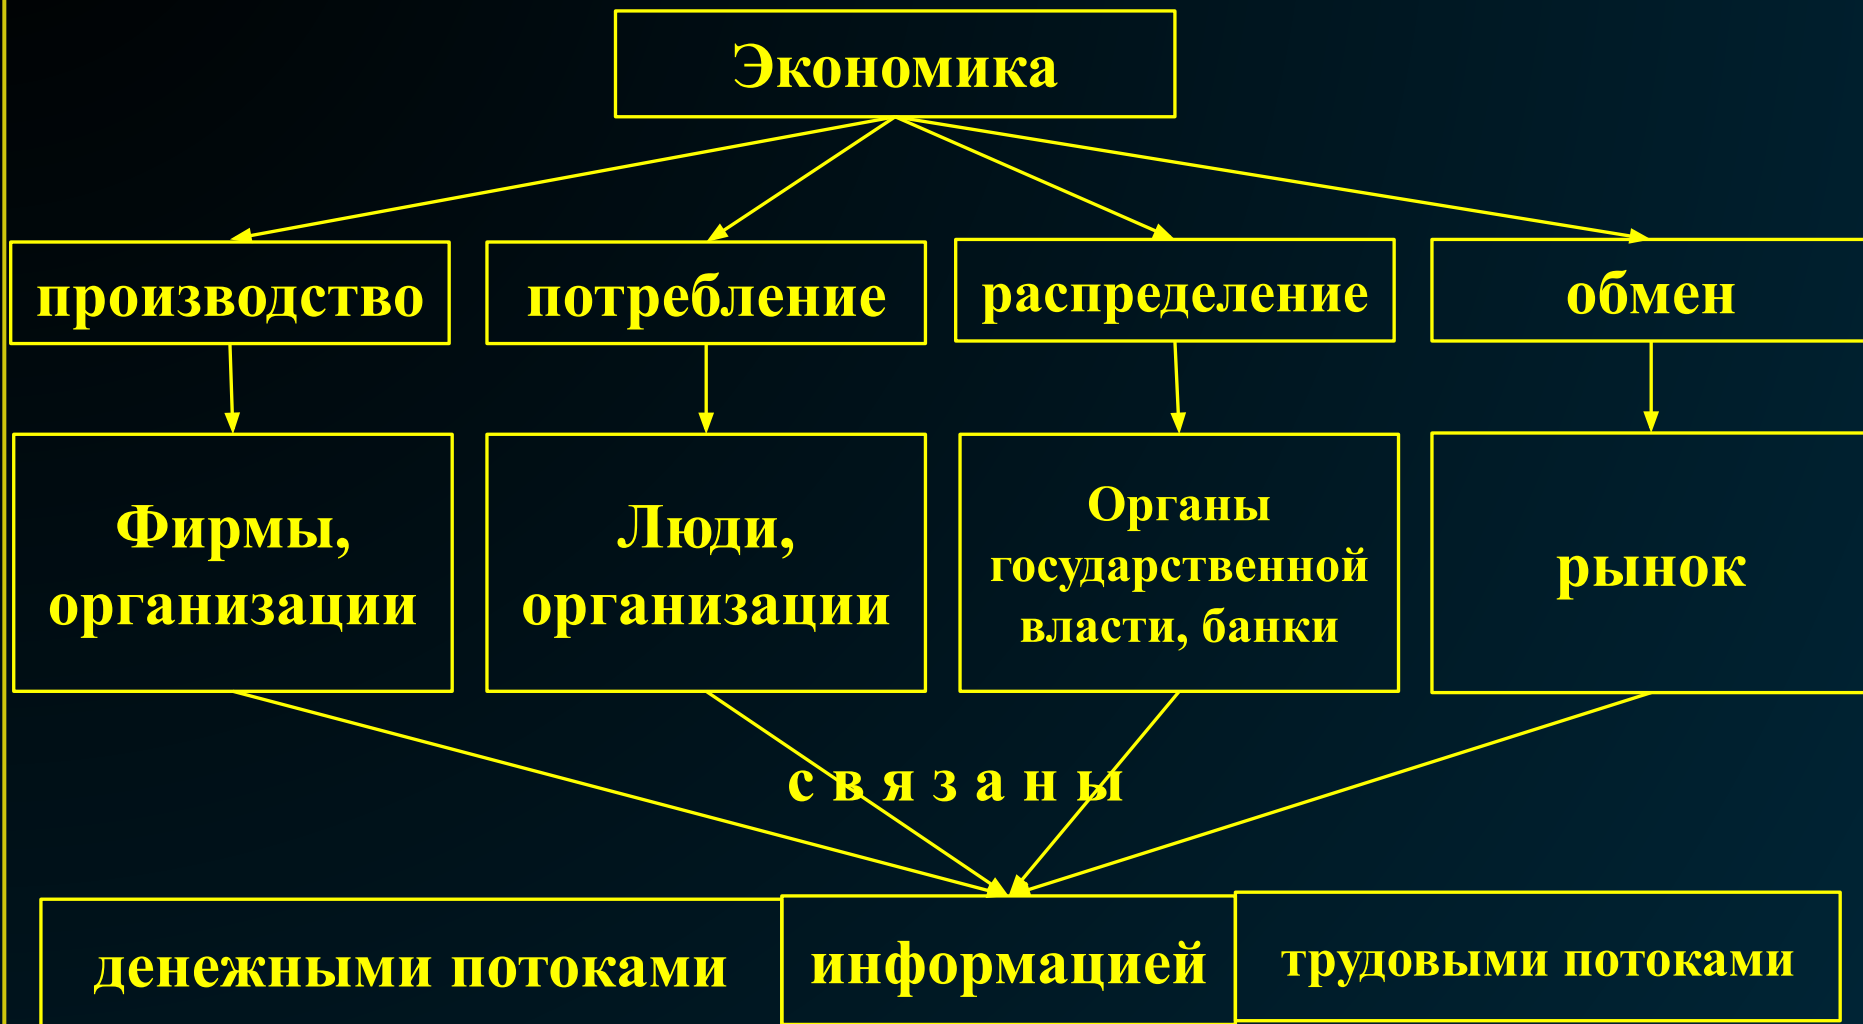 Экономика
производство
потребление
распределение
обмен
Фирмы,
организации
Люди,
организации
Органы
государственной
власти, банки
рынок
с в я з а н ы
денежными потоками
информацией
трудовыми потоками